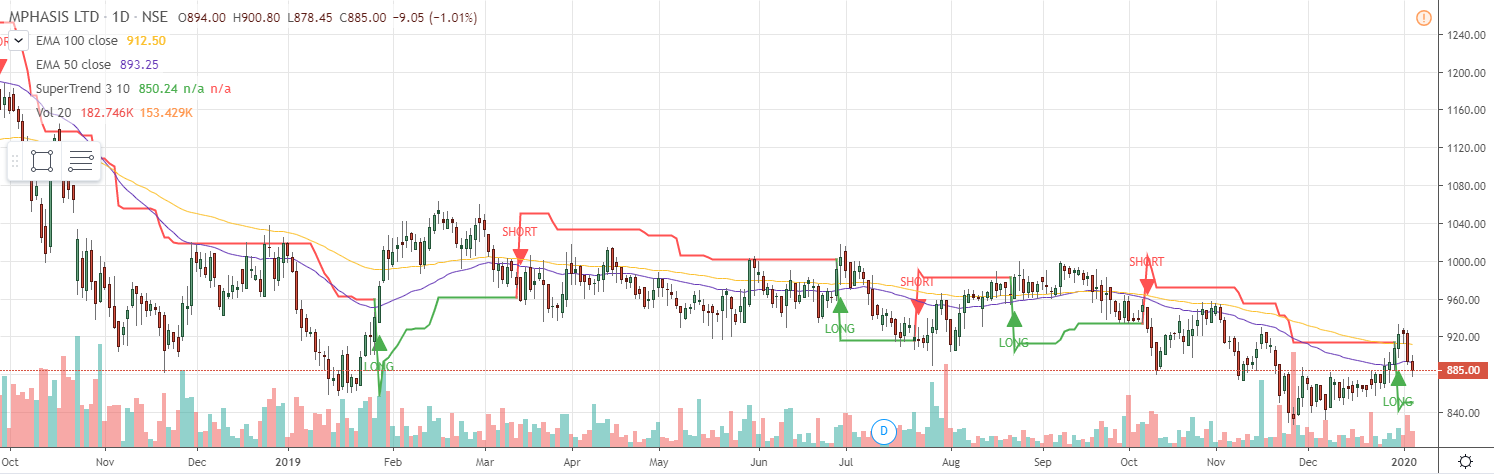 MPHASIS LTD · 1D · NSE O894.00 H900.80 L878.45 C885.00 −9.05 (−1.01%)
EMA 100 close 912.50
EMA 50 close 893.25
SuperTrend 3 10 850.24 n/a n/a
Vol 20 182.746K 153.429K
SHORT
SHORT
SHORT
LONG
LONG
LONG
LONG
D
1240.00
1200.00
1160.00
1120.00
1080.00
1040.00
1000.00
960.00
920.00
885.00
840.00
Oct Nov Dec 2019 Feb Mar Apr May Jun Jul Aug Sep Oct Nov Dec 2020